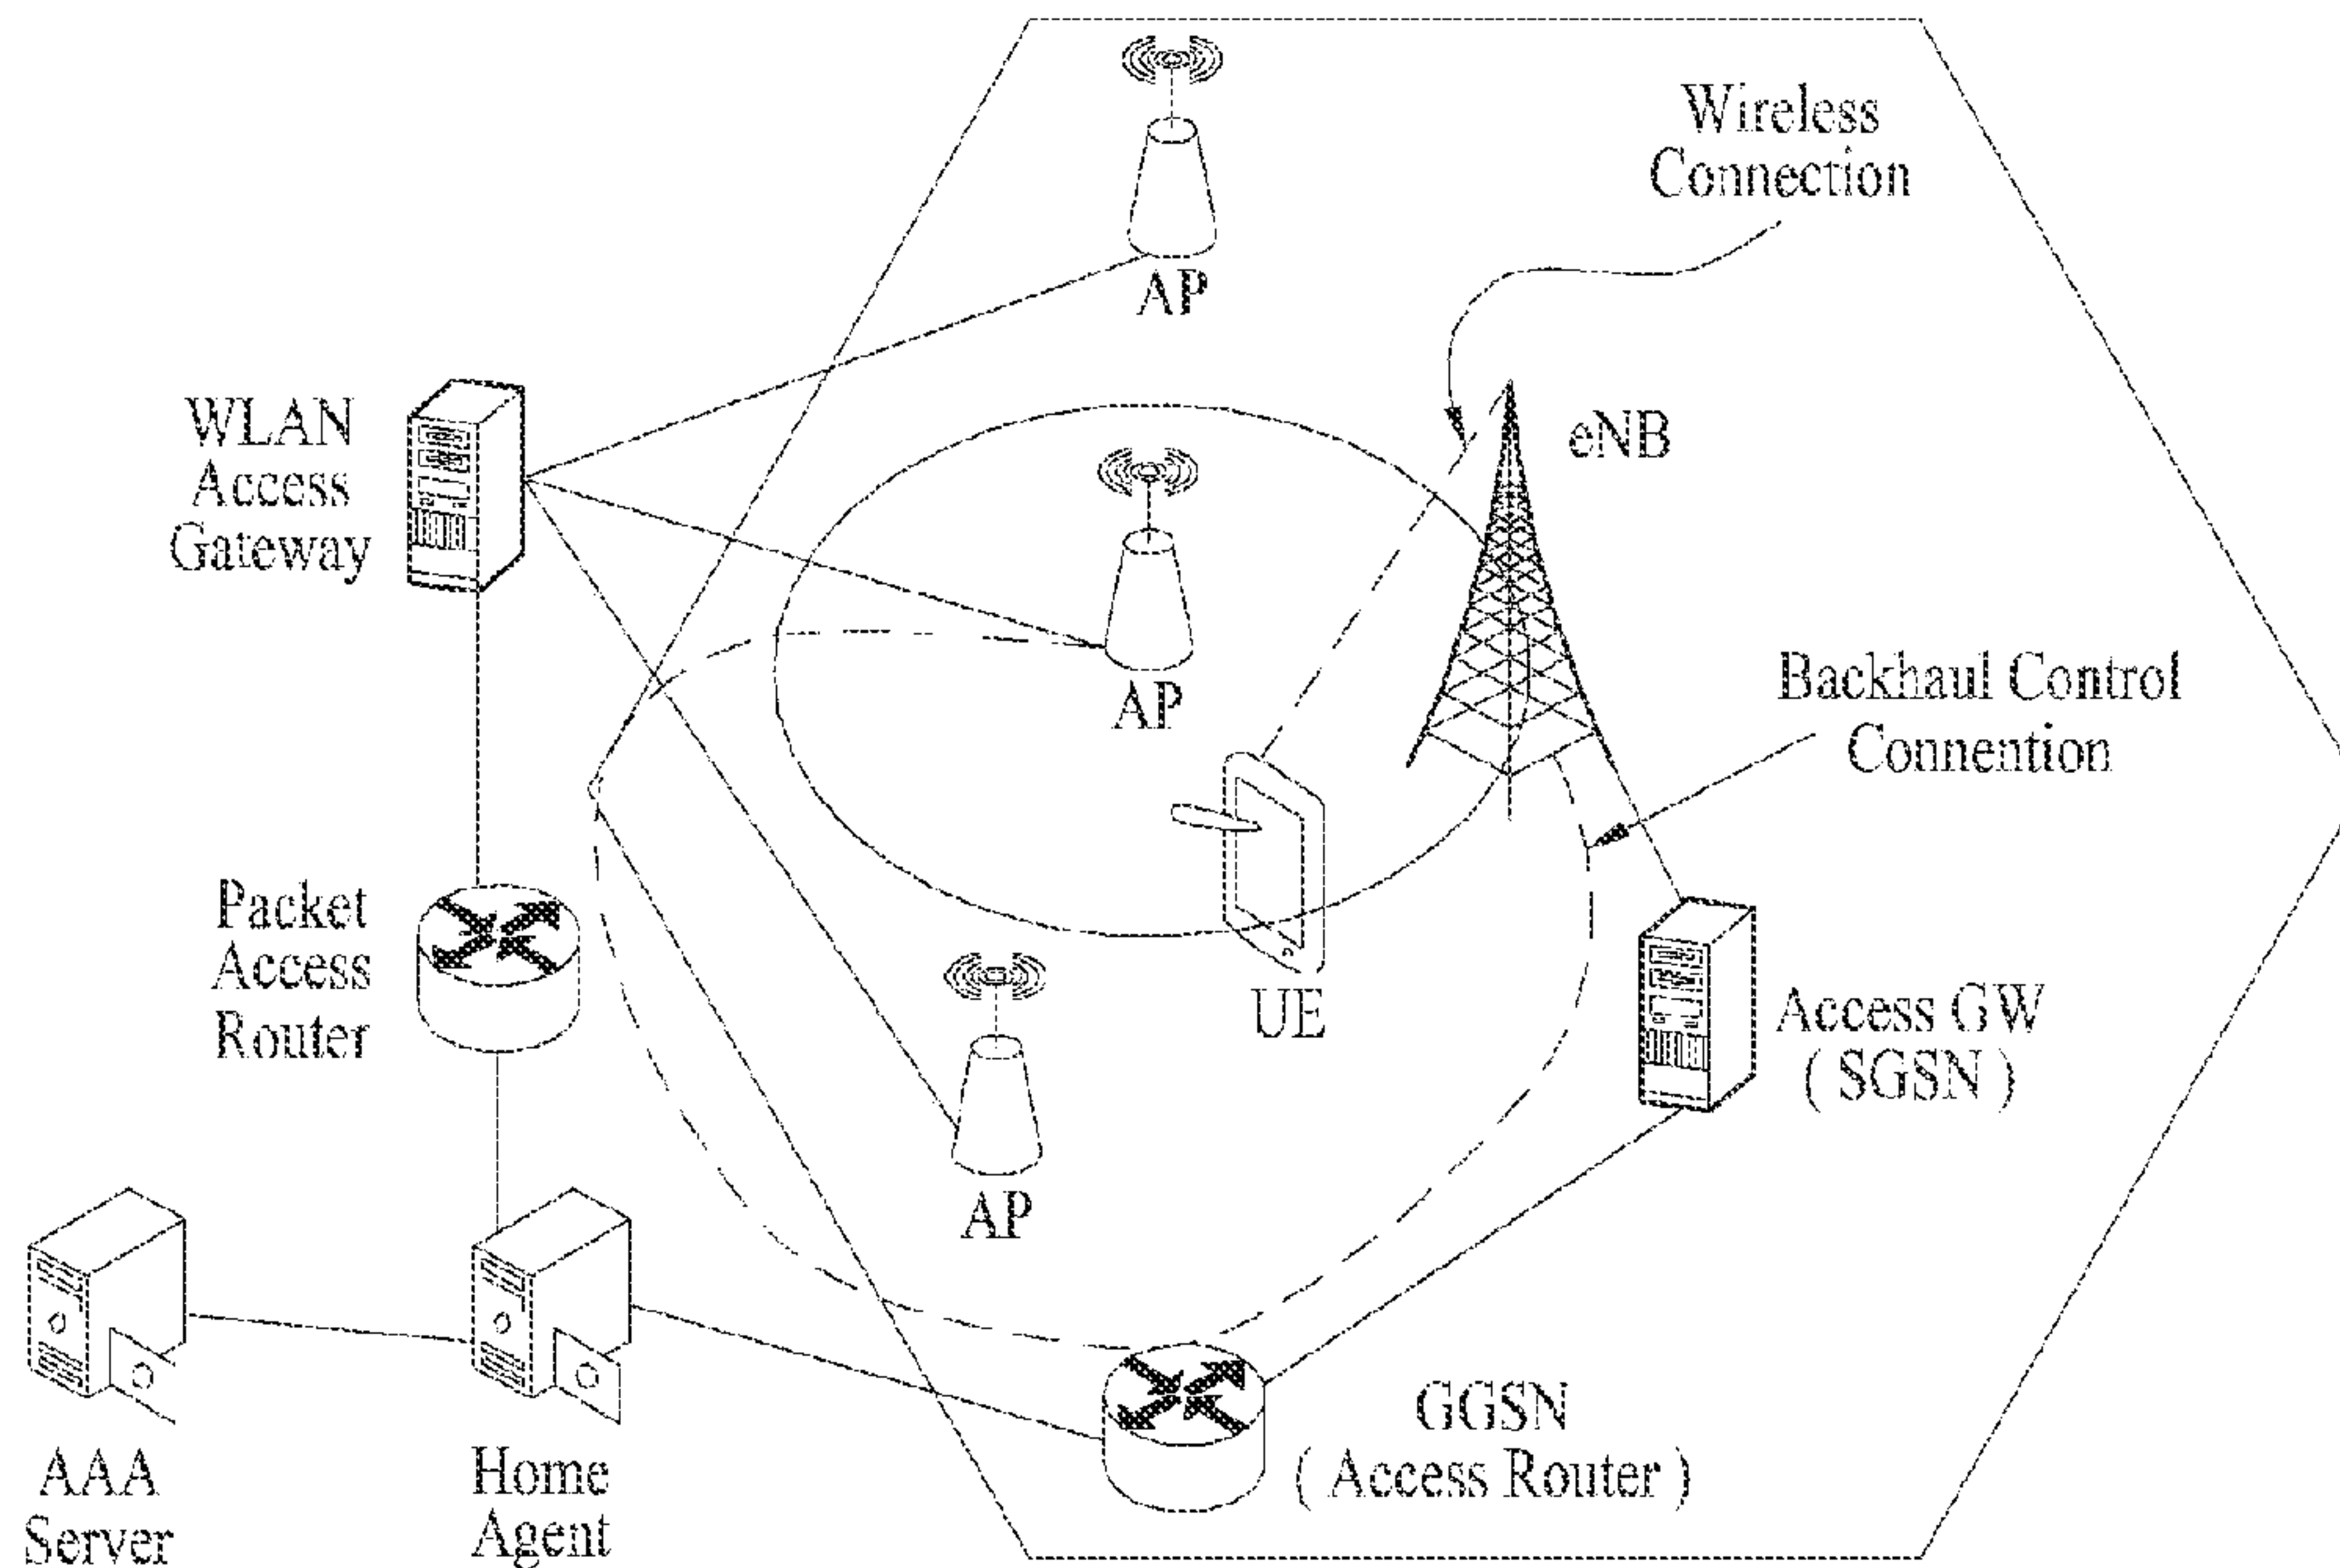 Wireless
Connection
AP
WLAN
Access
Gateway
eNB
AP
Backhaul Control
Connention
Packet
Access
Router
UE
Access GW
( SGSN )
AP
GGSN
( Access Router )
AAA
Server
Home
Agent